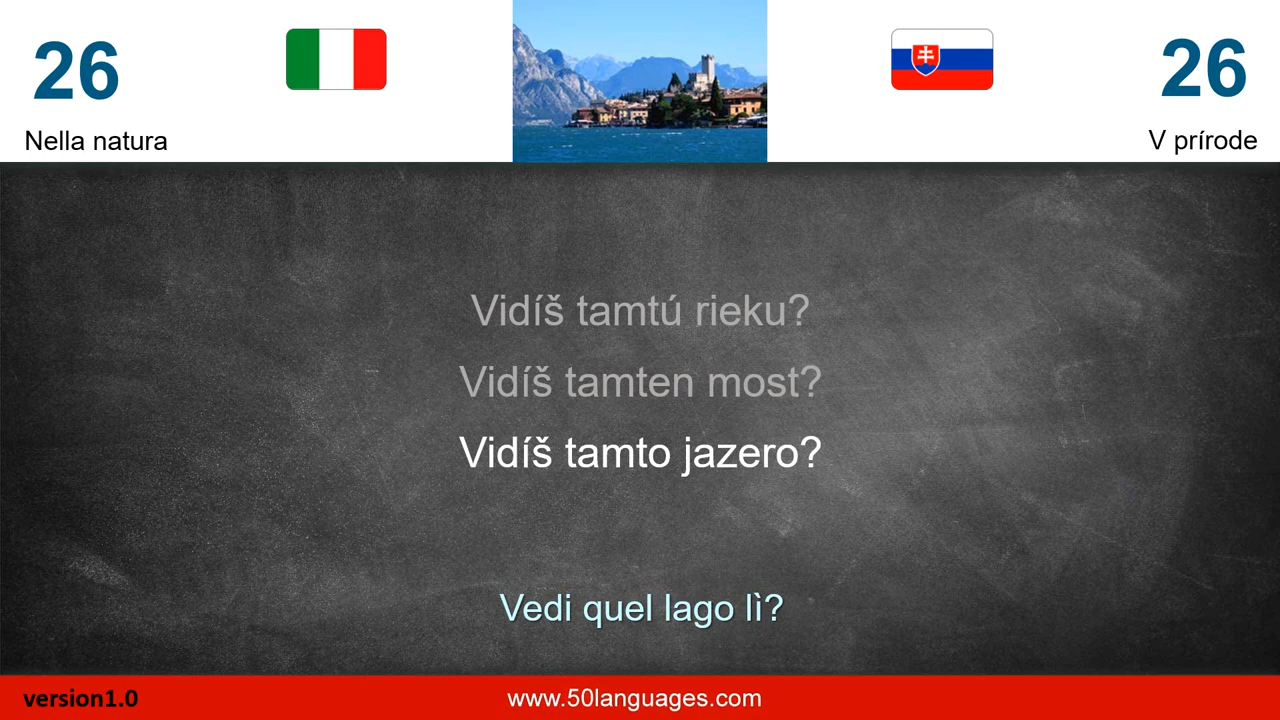 26
26
Nella natura
V prírode
Vidíš tamtú rieku?
Vidíš tamten most?
Vidíš tamto jazero?
Vedi quel lago lì?
version1.0
www.50languages.com